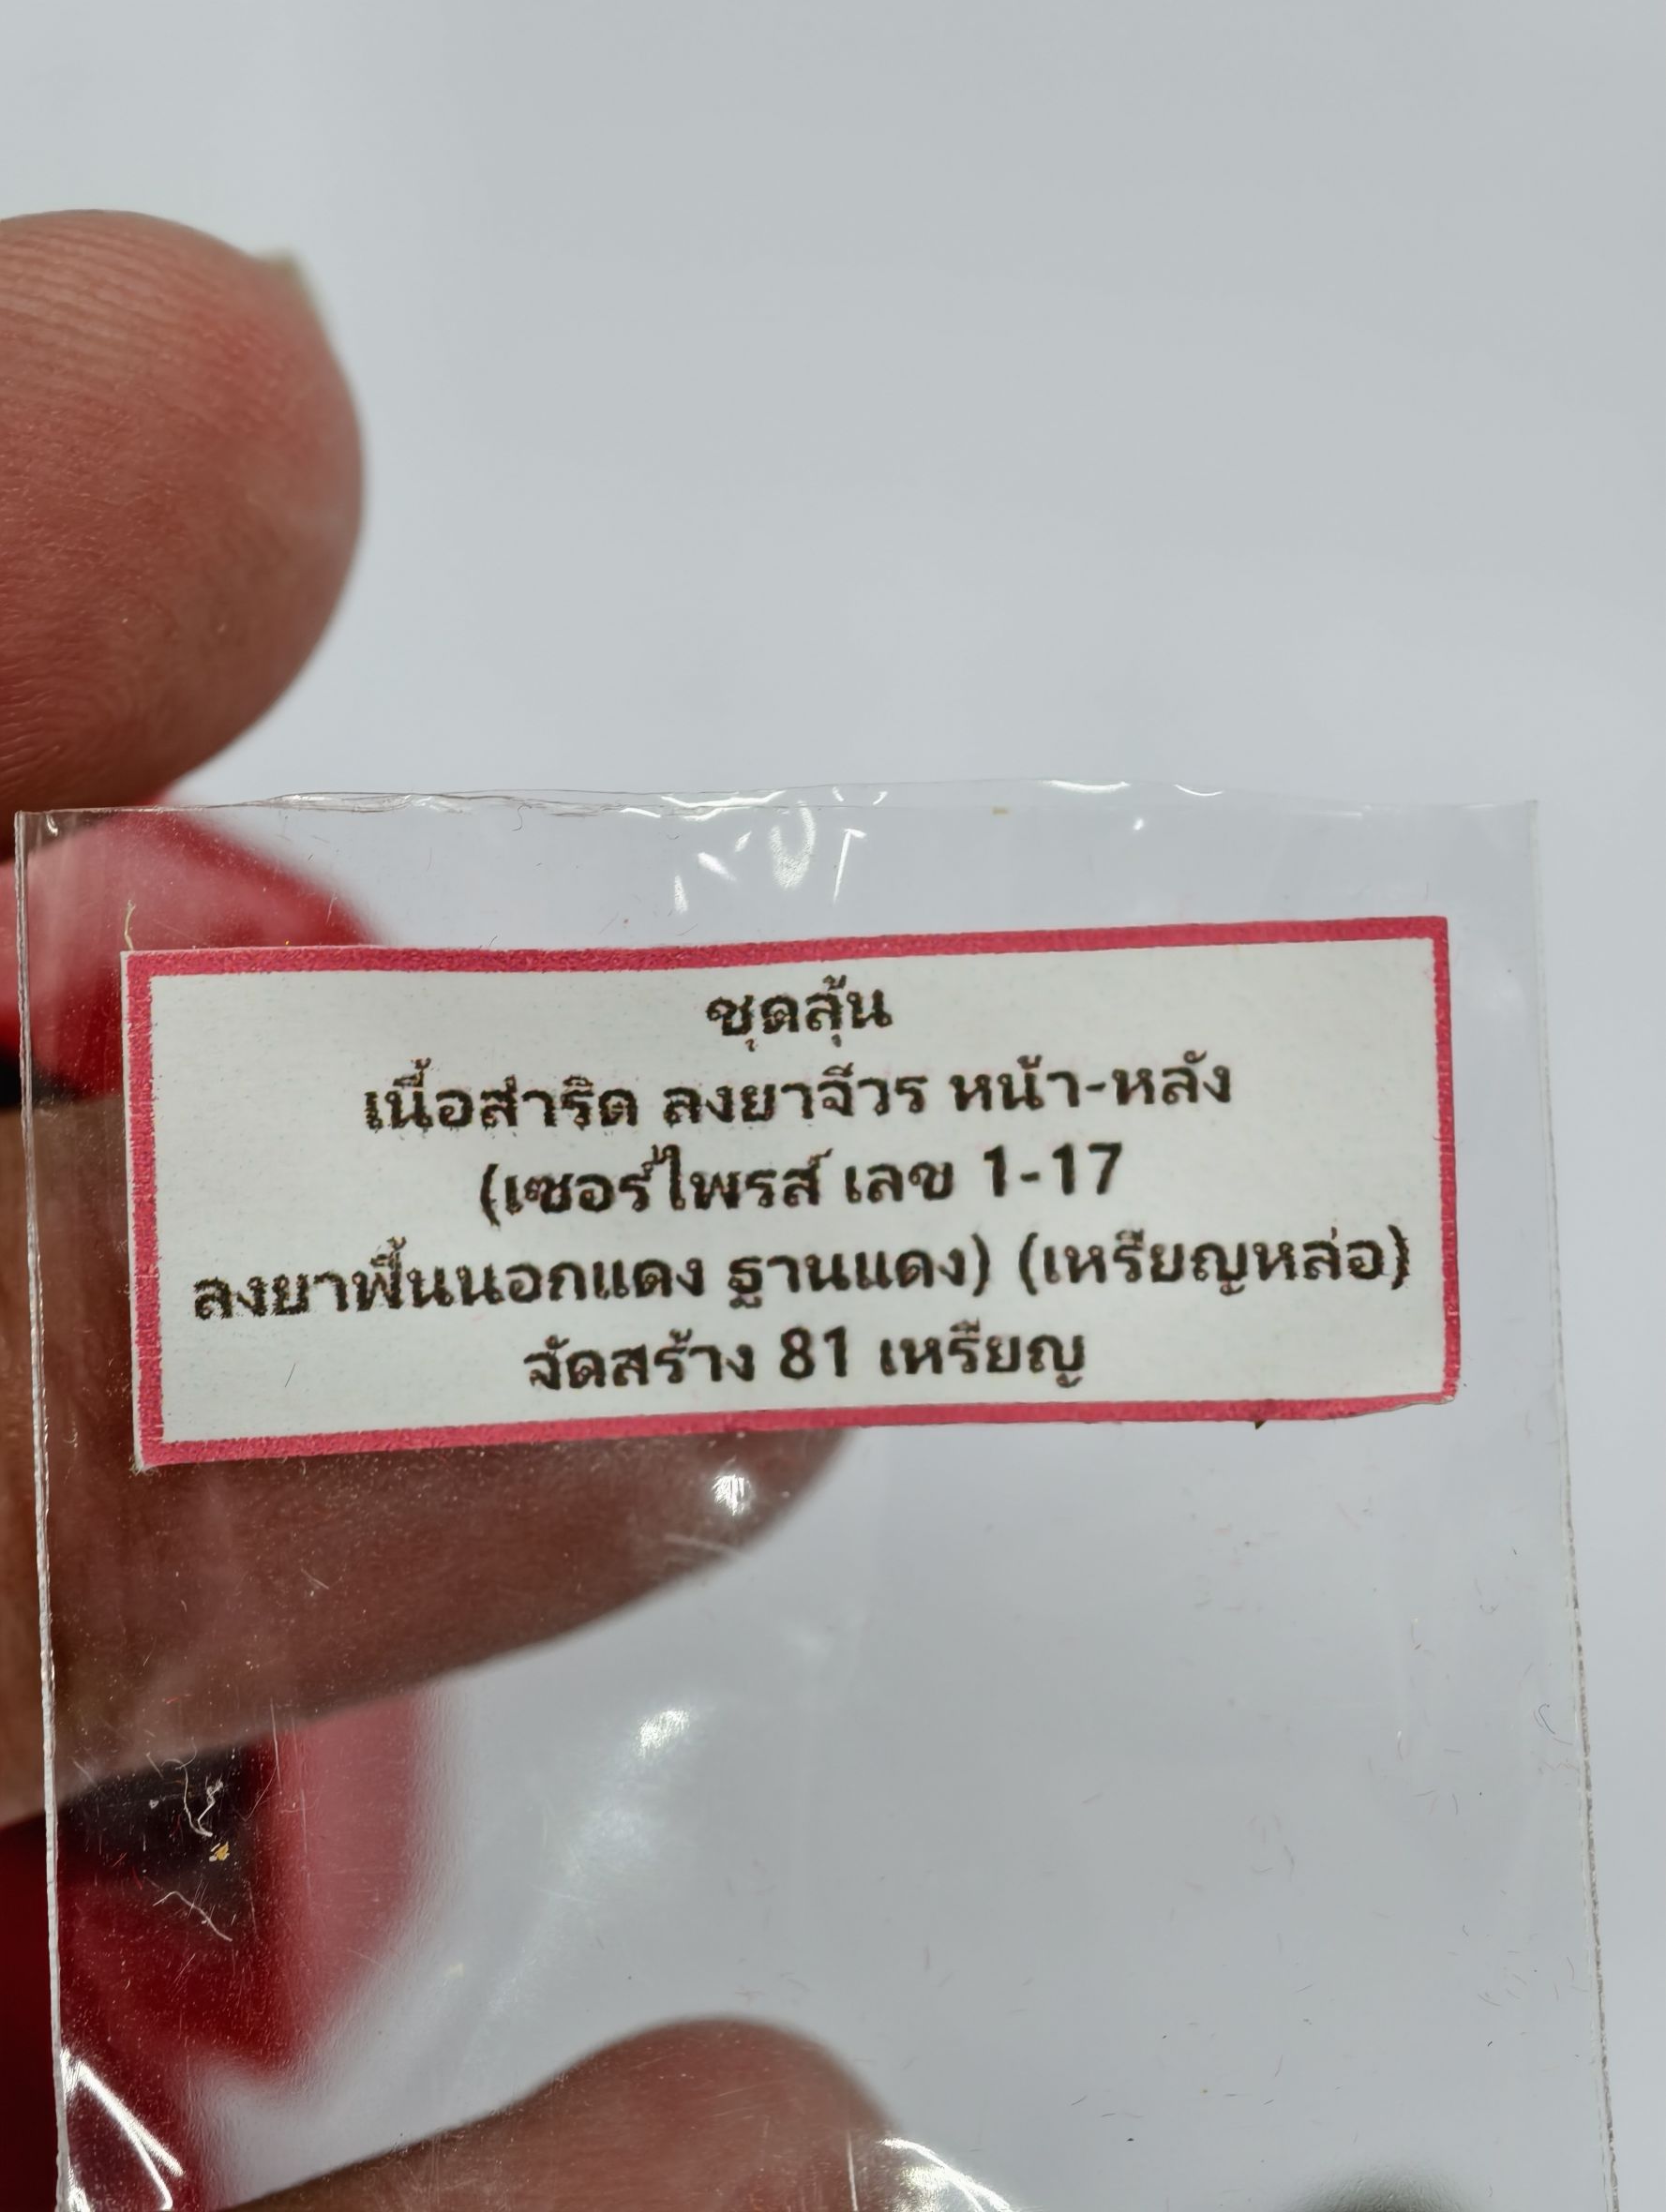 ชุดลุ้น
เนื้อสำริด ลงยาจีวร หน้า-หลัง
(เซอร์ไพรส์ เลข 1-17
ลงยาพื้นนอกแดง ฐานแดง) (เหรียญหล่อ)
จัดสร้าง 81 เหรียญ